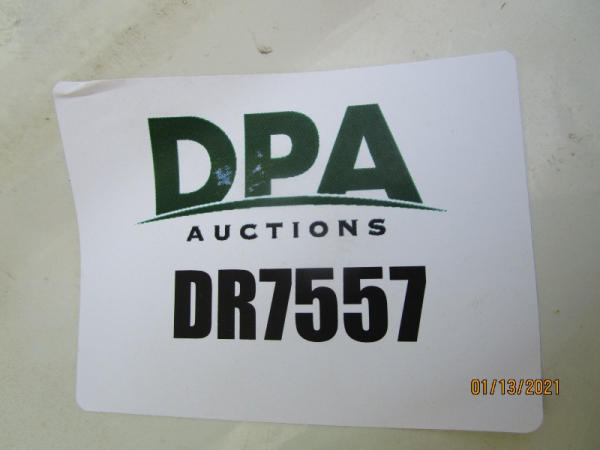 DPA
AUCTIONS
DR7557
01/13/2021